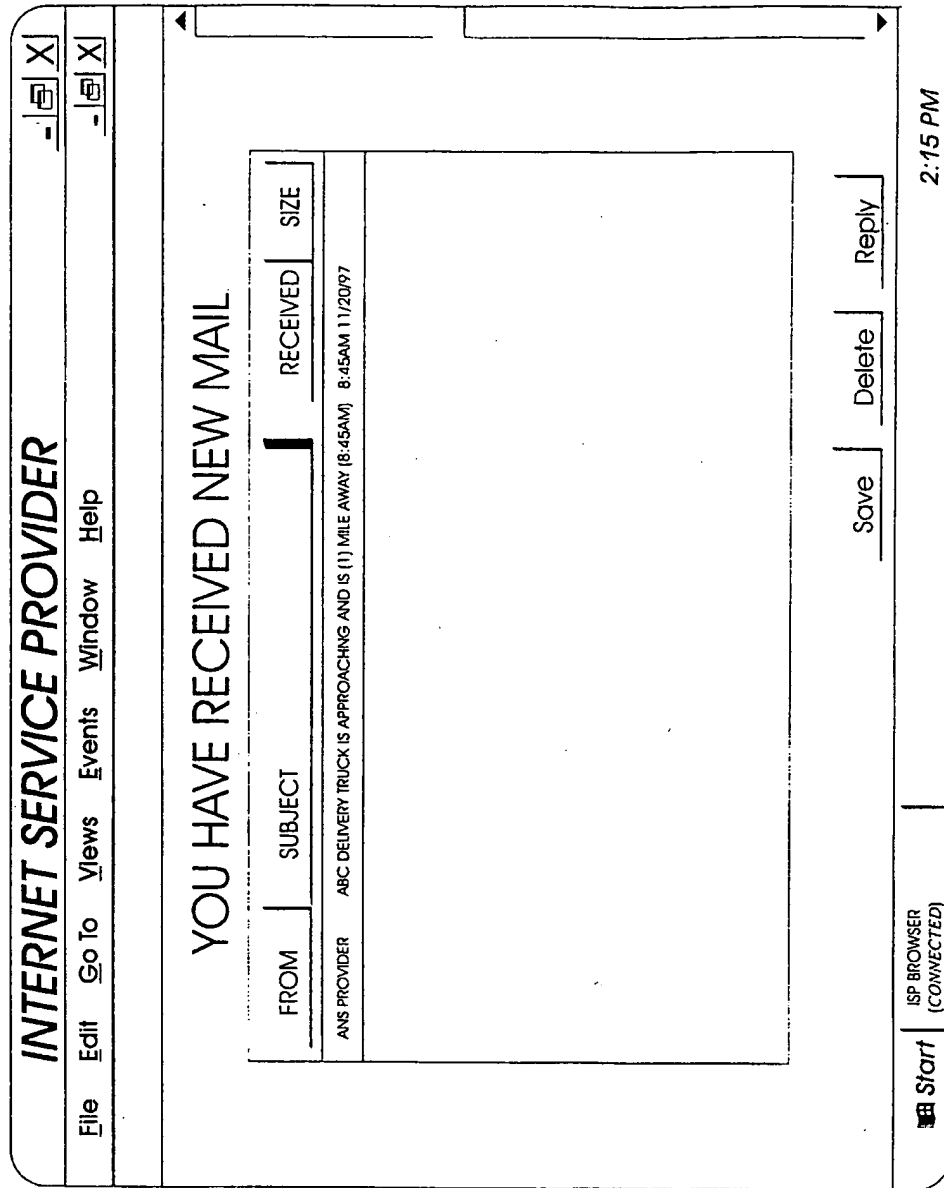 INTERNET SERVICE PROVIDER
File Edit Go To Views Events Window Help
YOU HAVE RECEIVED NEW MAIL
FROM SUBJECT RECEIVED SIZE
ANS PROVIDER ABC DELIVERY TRUCK IS APPROACHNG AND IS (1) MILE AWAY (8:45AM) 8:45AM 11/20/97
Save Delete Reply
Start ISP BROWSER 2:15 PM
(CONNECTED)